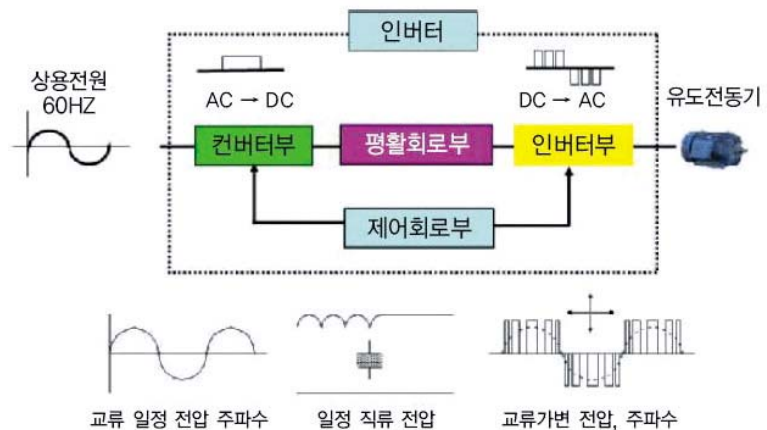 인버터
상용전원
60HZ
AC → DC
DC → AC
유도전동기
컨버터부
평활회로부
인버터부
제어회로부
교류 일정 전압 주파수
일정 직류 전압
교류가변 전압, 주파수